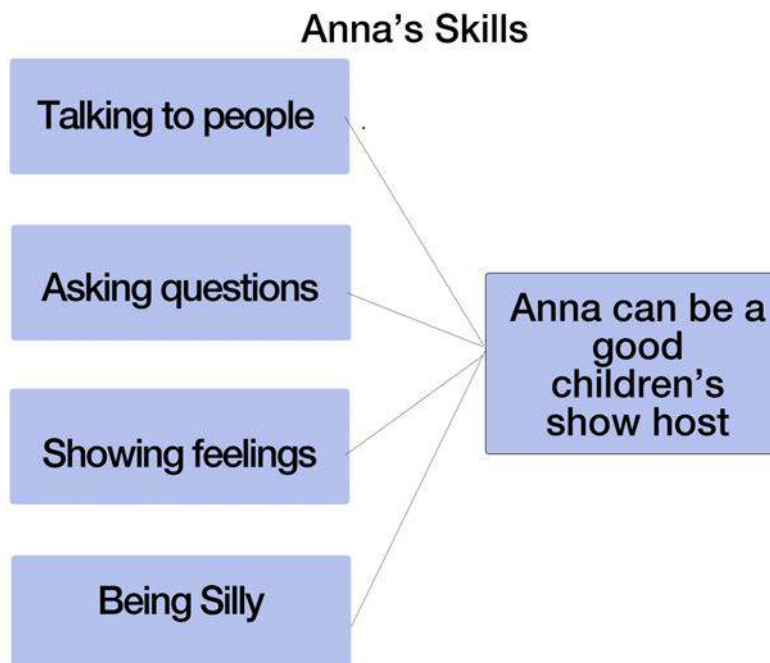 Anna’s Skills
Talking to people
Asking questions
Showing feelings
Being Silly
Anna can be a
good
children’s
show host